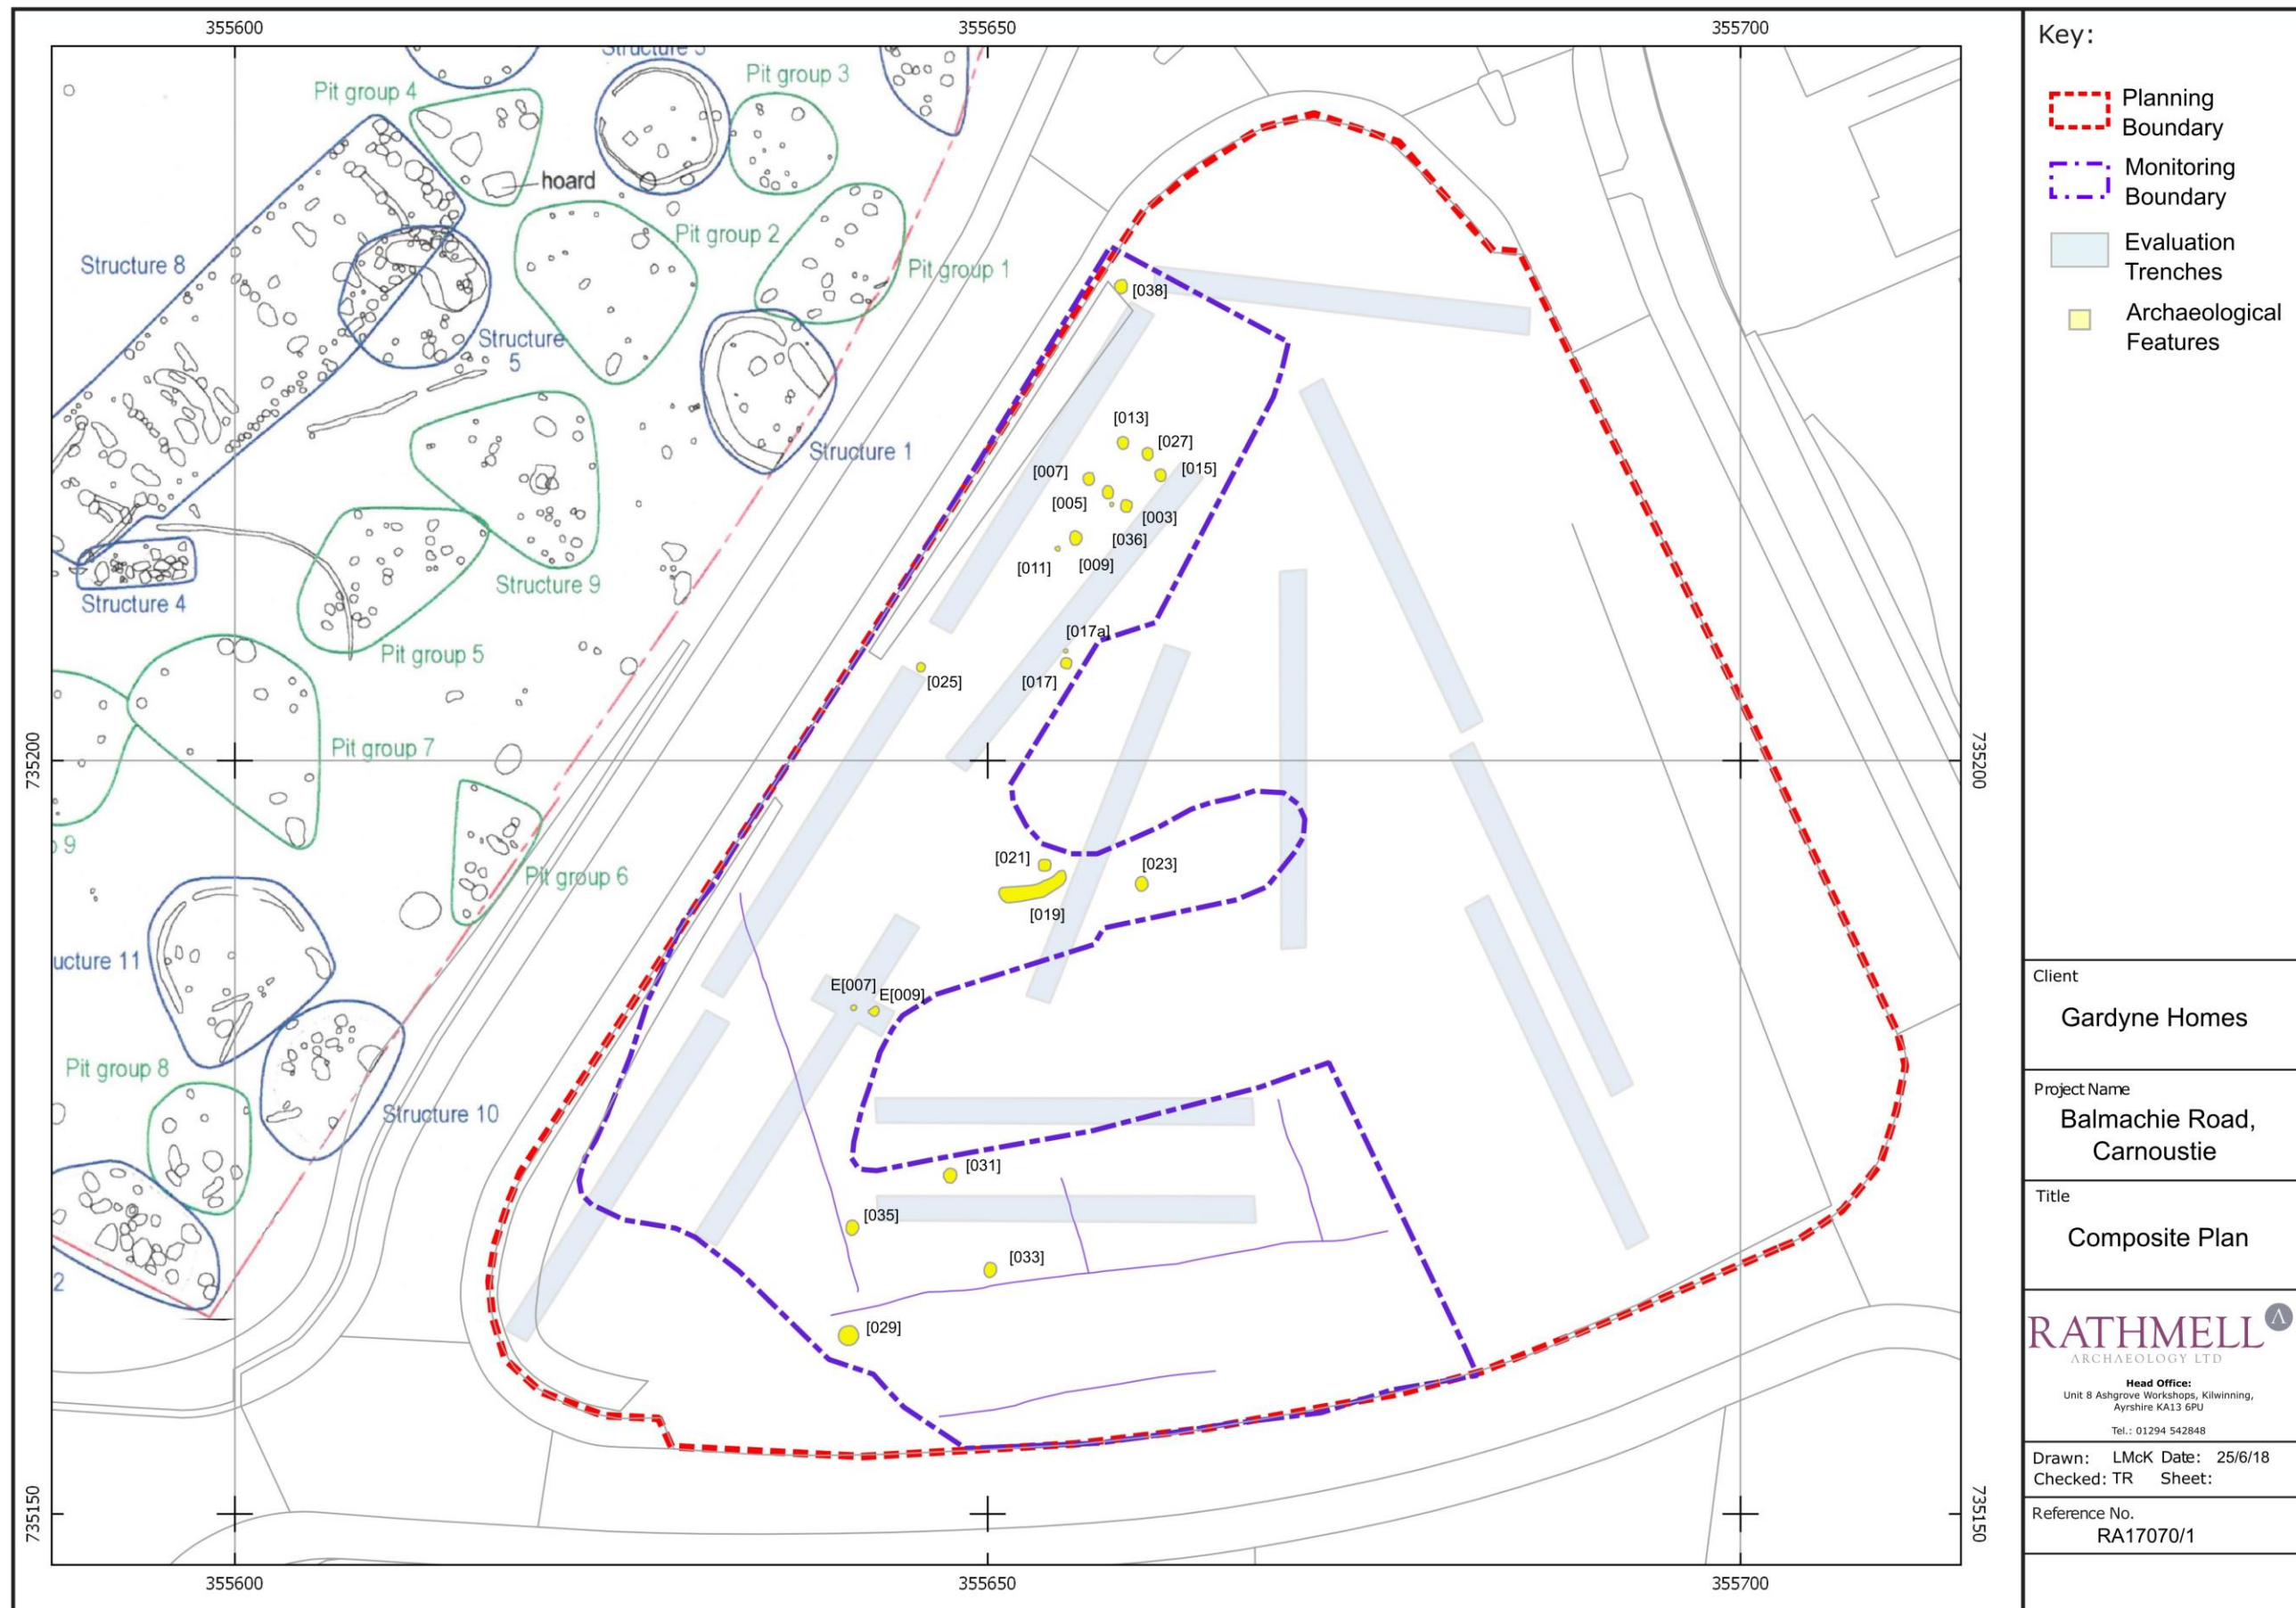 355600
355650
355700
Structure 5
Pit group 3
Pit group 4
hoard
Pit group 2
Pit group 1
Structure 8
Structure
5
Structure 1
Structure 9
Structure 4
Pit group 5
735200
735200
Pit group 7
9
Pit group 6
ucture 11
Pit group 8
Structure 10
2
[038]
[013]
[027]
[007]
[015]
[005]
[003]
[036]
[011]
[009]
[017a]
[025]
[017]
[021]
[023]
[019]
E[007]
E[009]
[031]
[035]
[033]
[029]
735150
735150
355600
355650
355700
Key:
Planning
Boundary
Monitoring
Boundary
Evaluation
Trenches
Archaeological
Features
Client
Gardyne Homes
Project Name
Balmachie Road,
Carnoustie
Title
Composite Plan
RATHMELL
ARCHAEOLOGY LTD
Head Office:
Unit 8 Ashgrove Workshops, Kilwinning,
Ayrshire KA13 6PU
Tel.: 01294 542848
Drawn: LMcK Date: 25/6/18
Checked: TR Sheet:
Reference No.
RA17070/1